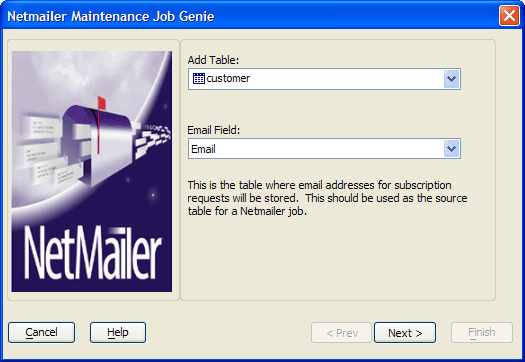 Netmailer Maintenance Job Genie
NetMailer
Add Table:
customer
Email Field:
Email
This is the table where email addresses for subscription
requests will be stored. This should be used as the source
table for a Netmailer job.
Cancel
Help
< Prev
Next >
Finish